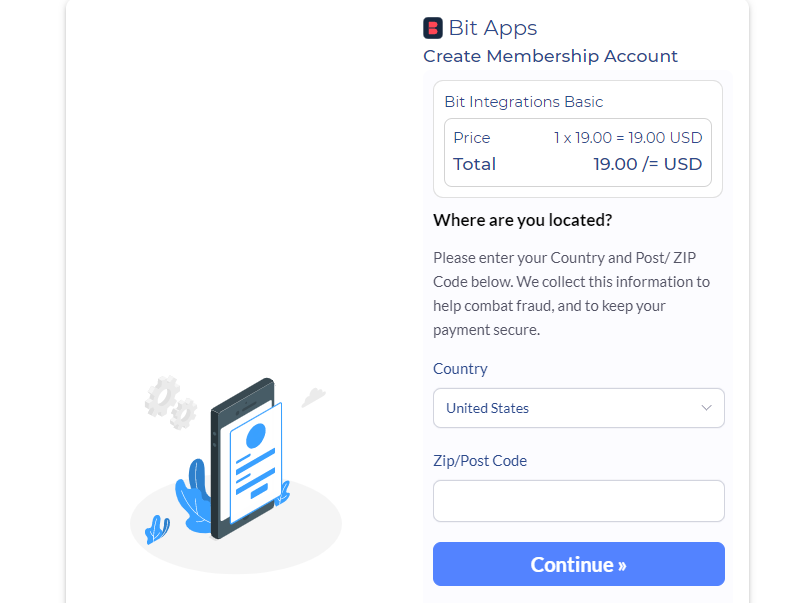 Bit Apps
Create Membership Account
Bit Integrations Basic
Price 1 x 19.00 = 19.00 USD
Total 19.00 /= USD
Where are you located?
Please enter your Country and Post/ ZIP
Code below. We collect this information to
help combat fraud, and to keep your
payment secure.
Country
United States
Zip/Post Code
Continue »